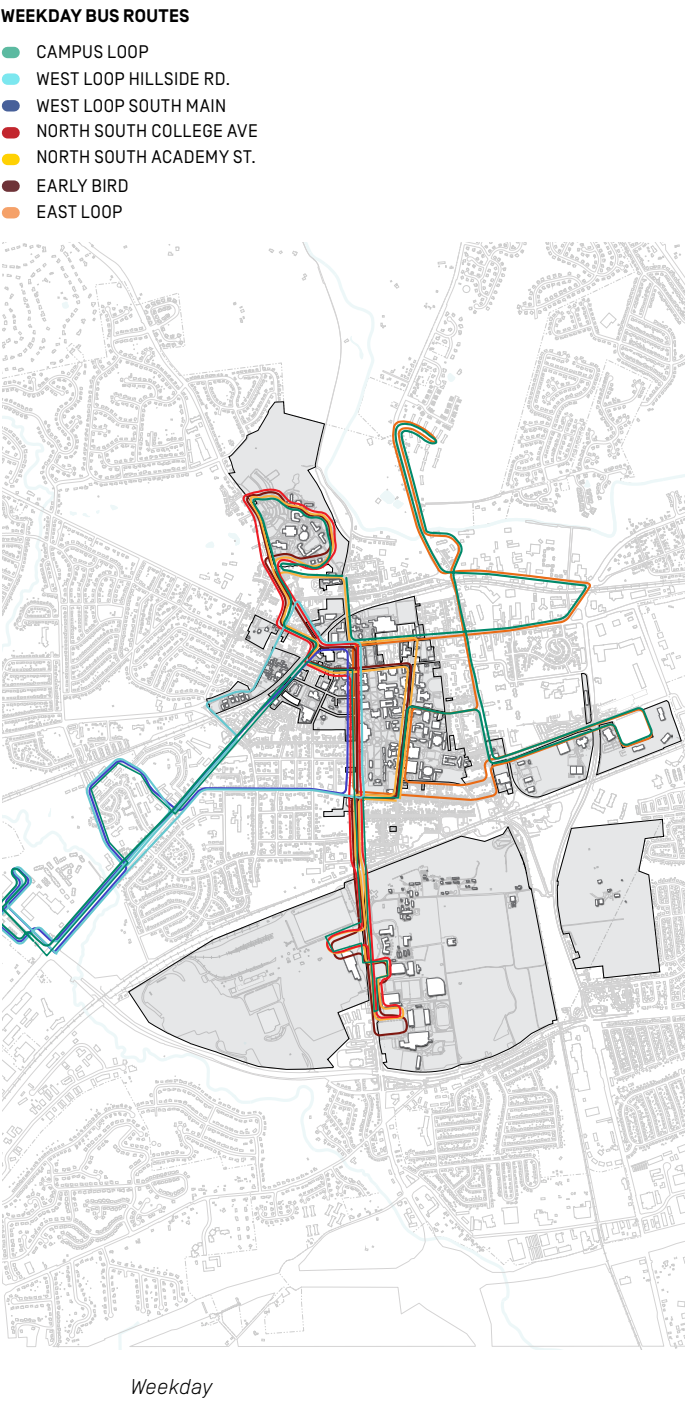 WEEKDAY BUS ROUTES
CAMPUS LOOP
WEST LOOP HILLSIDE RD.
WEST LOOP SOUTH MAIN
NORTH SOUTH COLLEGE AVE
NORTH SOUTH ACADEMY ST.
EARLY BIRD
EAST LOOP
Weekday